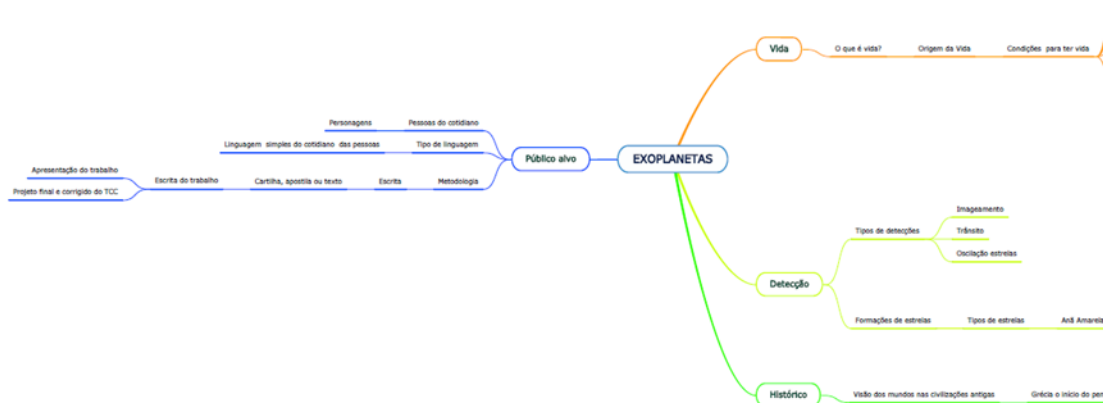 Vida
O que é vida?
Origem da Vida
Condições para ter vida
Personagens
Pessoas do cotidiano
Linguagem simples do cotidiano das pessoas
Tipo de linguagem
Público alvo
EXOPLANETAS
Apresentação do trabalho
Projeto final e corrigido do TCC
Escrita do trabalho
Cartilha, apostila ou texto
Escrita
Metodologia
Detecção
Tipos de detecções
Imageamento
Trânsito
Oscilação estrelas
Formações de estrelas
Tipos de estrelas
Anã Amarela
Histórico
Visão dos mundos nas civilizações antigas
Grécia o início do